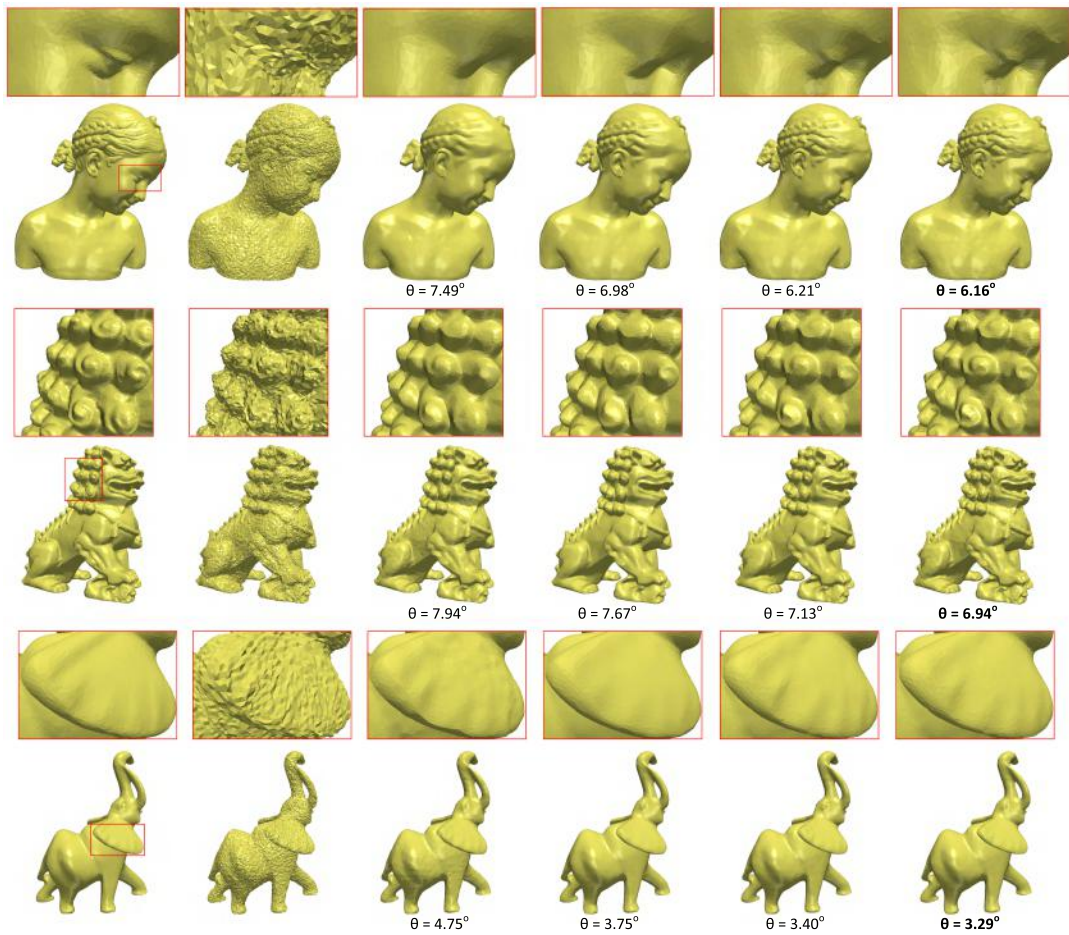 θ = 7.49° θ = 6.98° θ = 6.21° θ = 6.16°
θ = 7.94° θ = 7.67° θ = 7.13° θ = 6.94°
θ = 4.75° θ = 3.75° θ = 3.40° θ = 3.29°